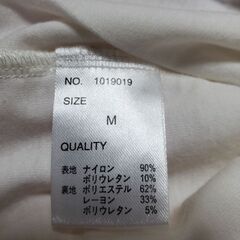 NO. 1019019
SIZE
M
QUALITY
表地 ナイロン 90%
ポリウレタン 10%
裏地 ポリエステル 62%
レーヨン 33%
ポリウレタン 5%